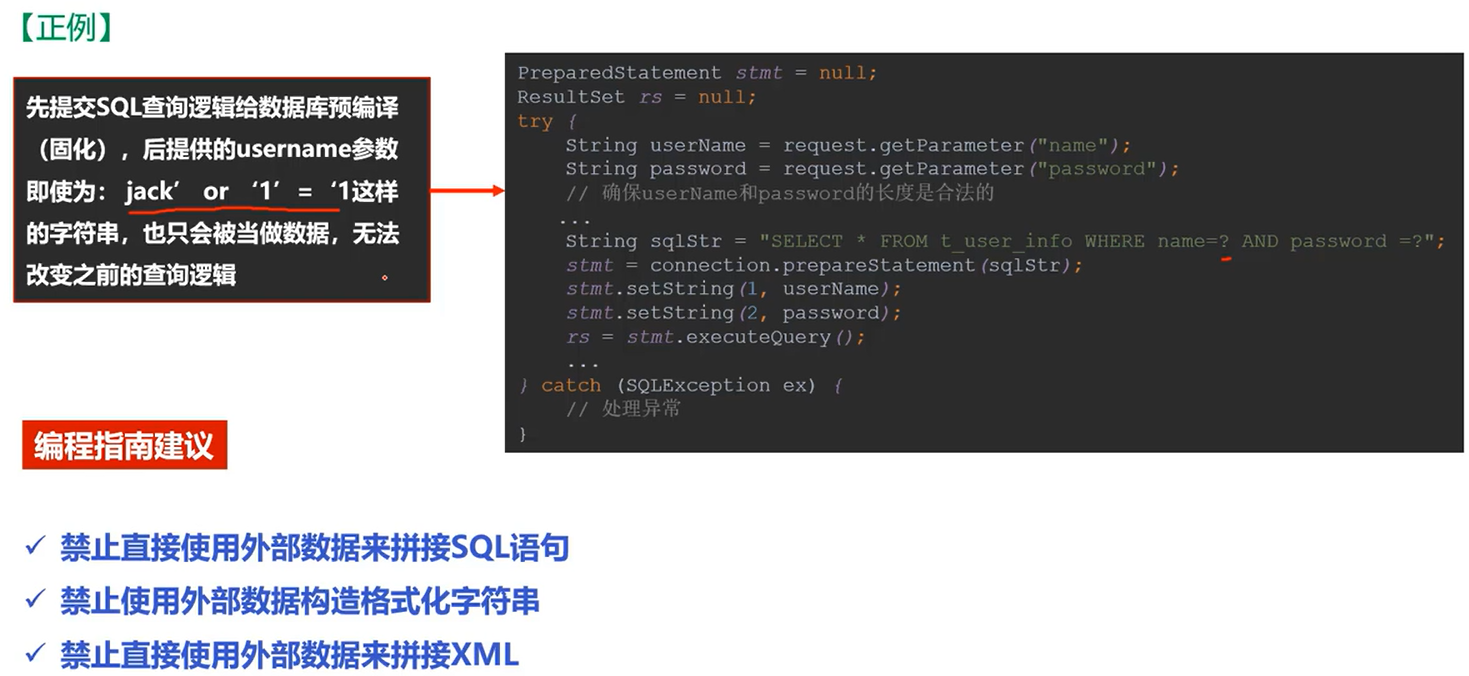 【正例】
先提交SQL查询逻辑给数据库预编译
（固化），后提供的username参数
即使为： jack’ or ‘1’ = ‘1这样
的字符串，也只会被当做数据，无法
改变之前的查询逻辑
PreparedStatement stmt = null;
ResultSet rs = null;
try {
String userName = request.getParameter("name");
String password = request.getParameter("password");
// 确保userName和password的长度是合法的
...
String sqlStr = "SELECT * FROM t_user_info WHERE name=? AND password =?";
stmt = connection.prepareStatement(sqlStr);
stmt.setString(1, userName);
stmt.setString(2, password);
rs = stmt.executeQuery();
...
} catch (SQLException ex) {
// 处理异常
}
编程指南建议
✓ 禁止直接使用外部数据来拼接SQL语句
✓ 禁止使用外部数据构造格式化字符串
✓ 禁止直接使用外部数据来拼接XML